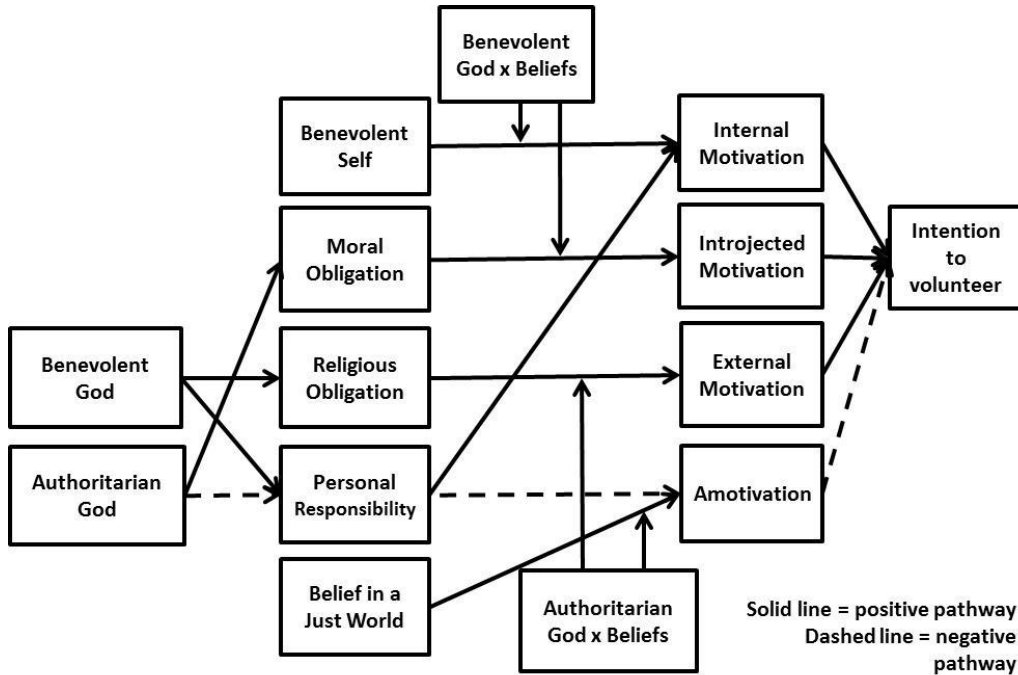 Benevolent
God x Beliefs
Benevolent
Self
Internal
Motivation
Moral
Obligation
Introjected
Motivation
Intention
to
volunteer
Benevolent
God
Religious
Obligation
External
Motivation
Authoritarian
God
Personal
Responsibility
Amotivation
Belief in a
Just World
Authoritarian
God x Beliefs
Solid line = positive pathway
Dashed line = negative
pathway